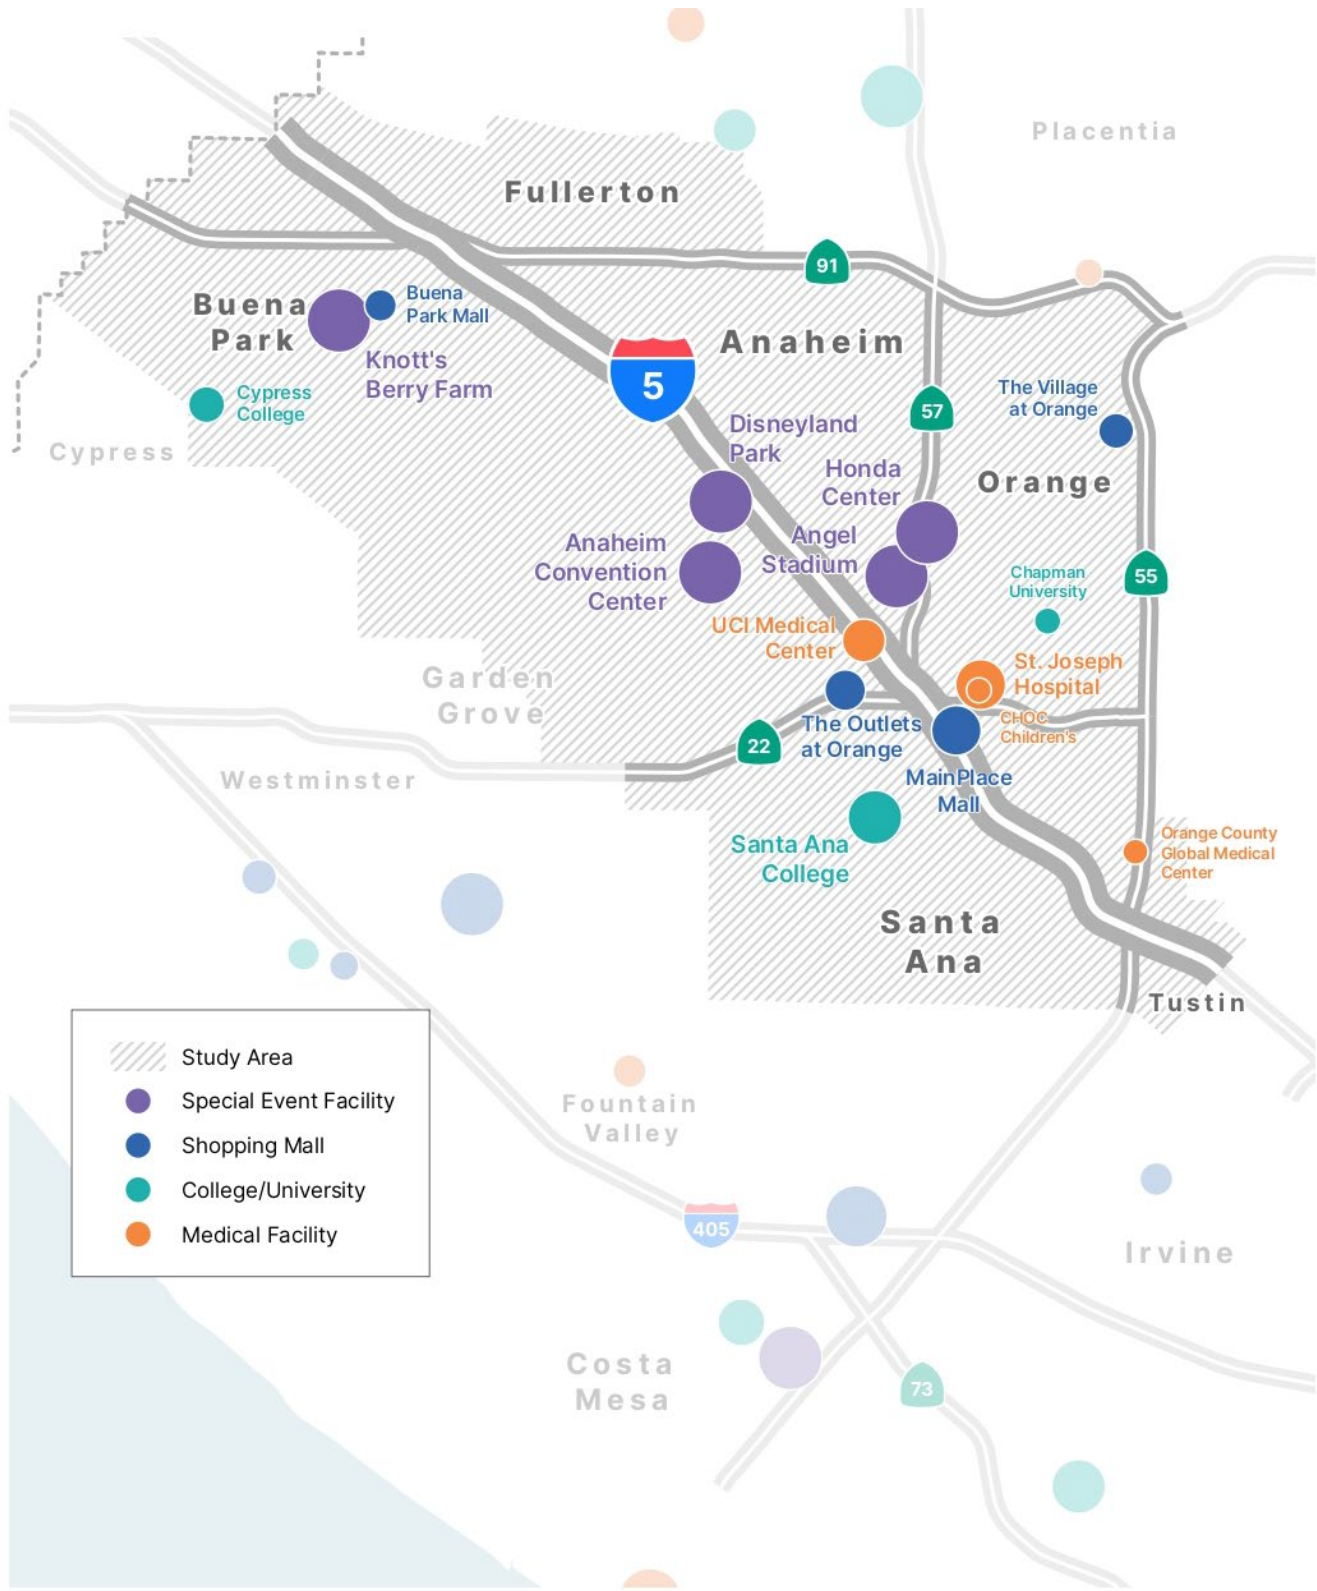 Placentia
Fullerton
91
Buena
Park
Buena
Park Mall
Knott's
Berry Farm
Anaheim
5
Cypress
College
The Village
at Orange
57
Cypress
Disneyland
Park
Honda
Center
Orange
Anaheim
Convention
Center
Angel
Stadium
Chapman
University
55
UCI Medical
Center
St. Joseph
Hospital
Garden
Grove
CHOC
Children's
The Outlets
at Orange
22
Westminster
MainPlace
Mall
Santa Ana
College
Orange County
Global Medical
Center
Santa
Ana
Tustin
Study Area
Special Event Facility
Shopping Mall
College/University
Medical Facility
Fountain
Valley
405
Irvine
Costa
Mesa
73